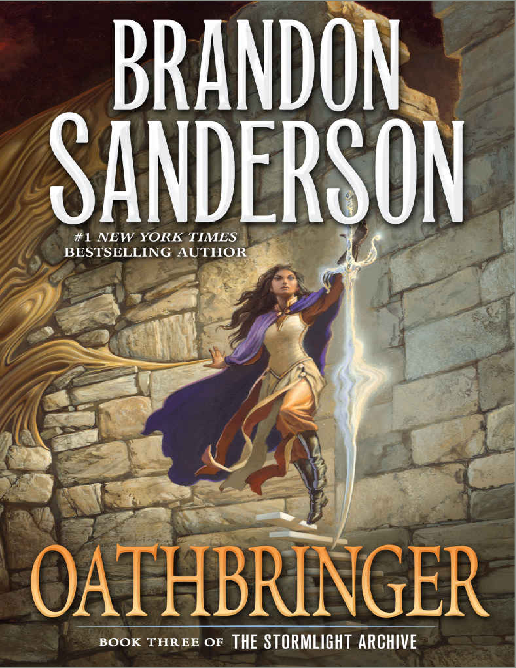 BRANDON
SANDERSON
#1 NEW YORK TIMES
BESTSELLING AUTHOR
OATHBRINGER
BOOK THREE OF THE STORMLIGHT ARCHIVE